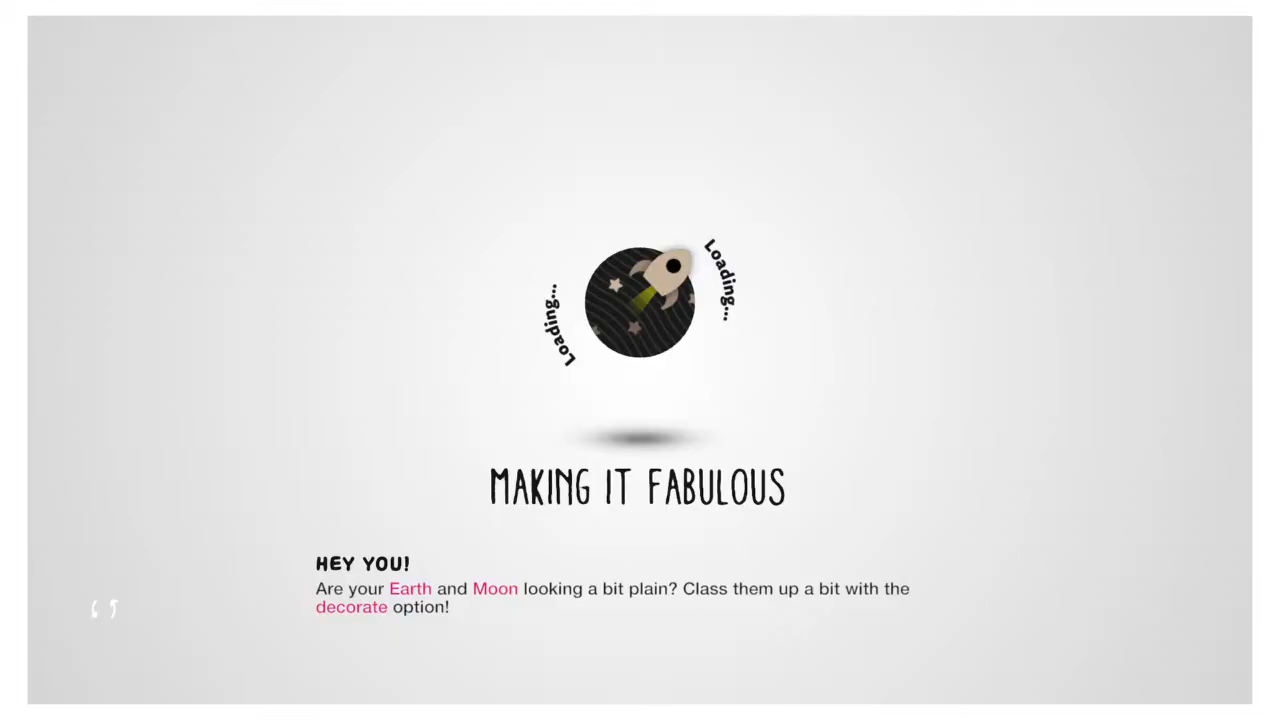 Loading...
Loading...
MAKING IT FABULOUS
HEY YOU!
Are your Earth and Moon looking a bit plain? Class them up a bit with the
decorate option!
65